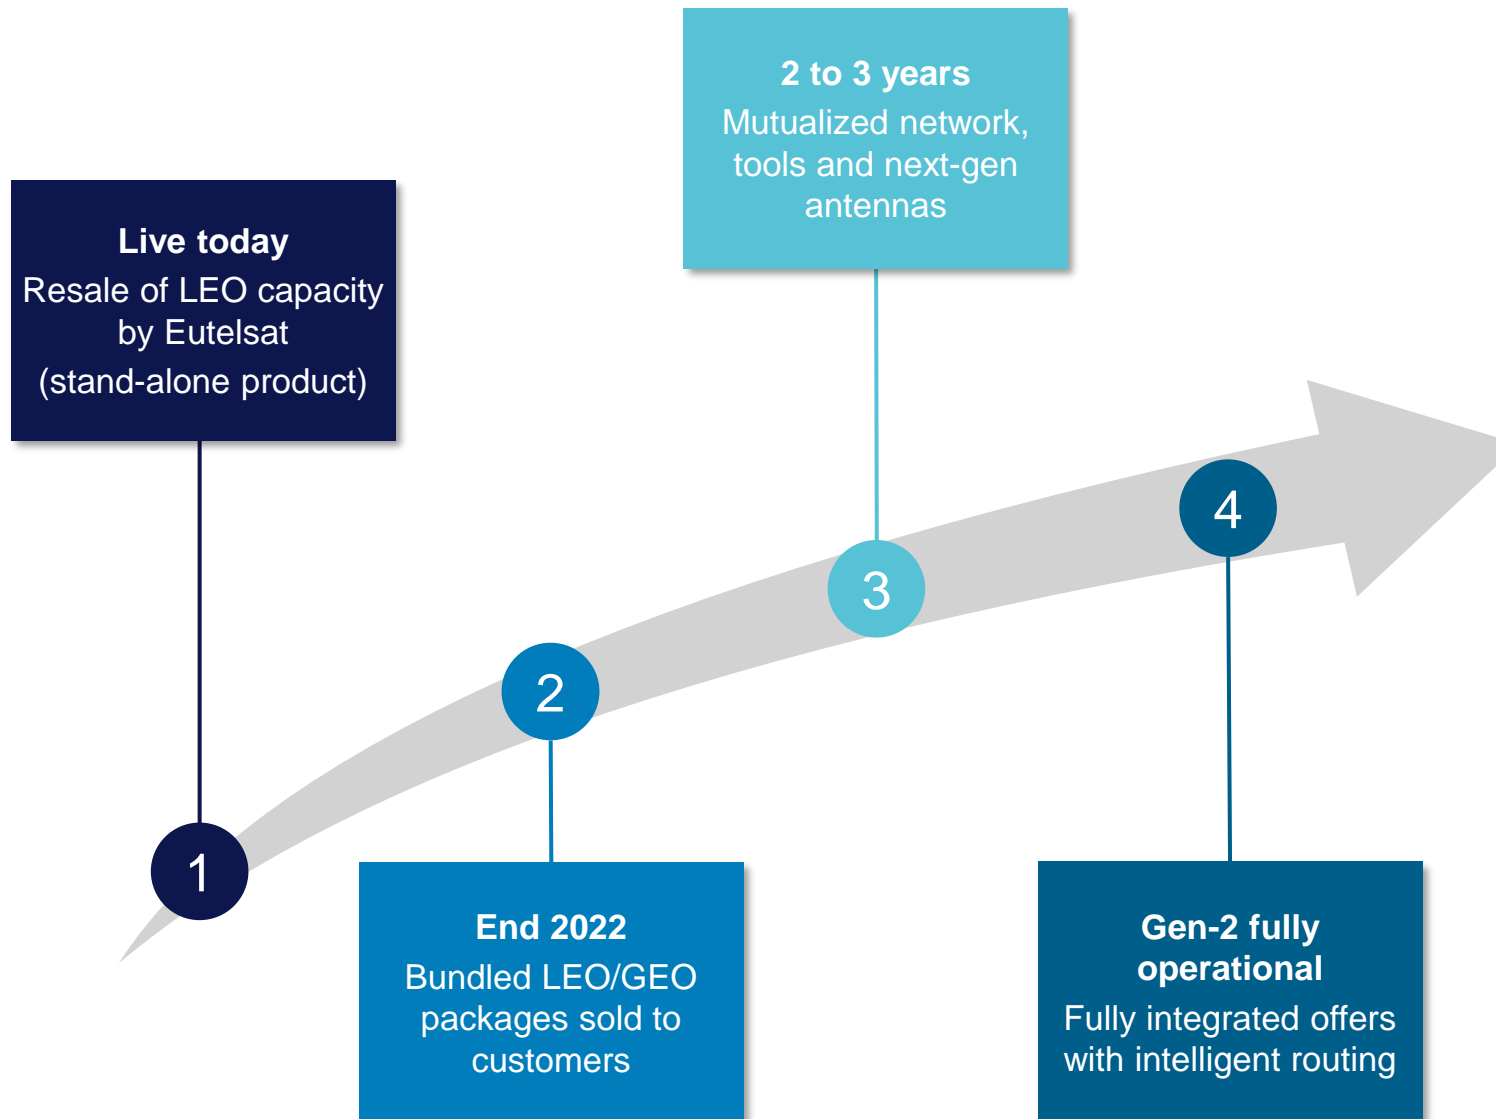 Live today
Resale of LEO capacity
by Eutelsat
(stand-alone product)
1
End 2022
Bundled LEO/GEO
packages sold to
customers
2
2 to 3 years
Mutualized network,
tools and next-gen
antennas
3
Gen-2 fully
operational
Fully integrated offers
with intelligent routing
4